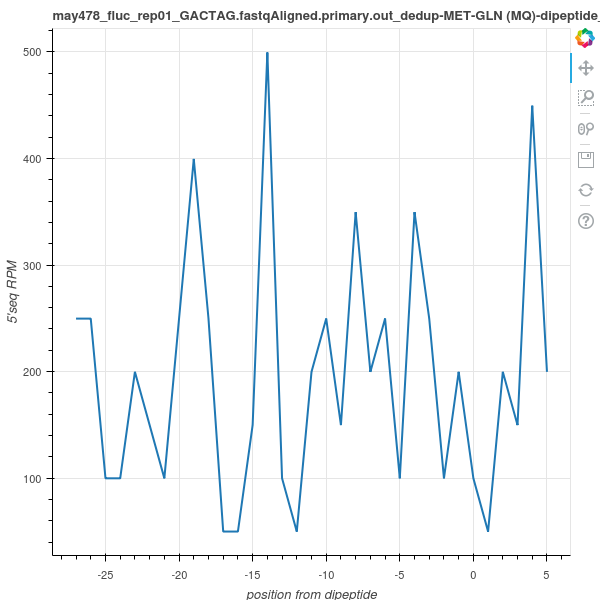 may478_fluc_rep01_GACTAG.fastqAligned.primary.out_dedup-MET-GLN (MQ)-dipeptide_
500
400
300
200
100
5'seq RPM
-25 -20 -15 -10 -5 0 5
position from dipeptide